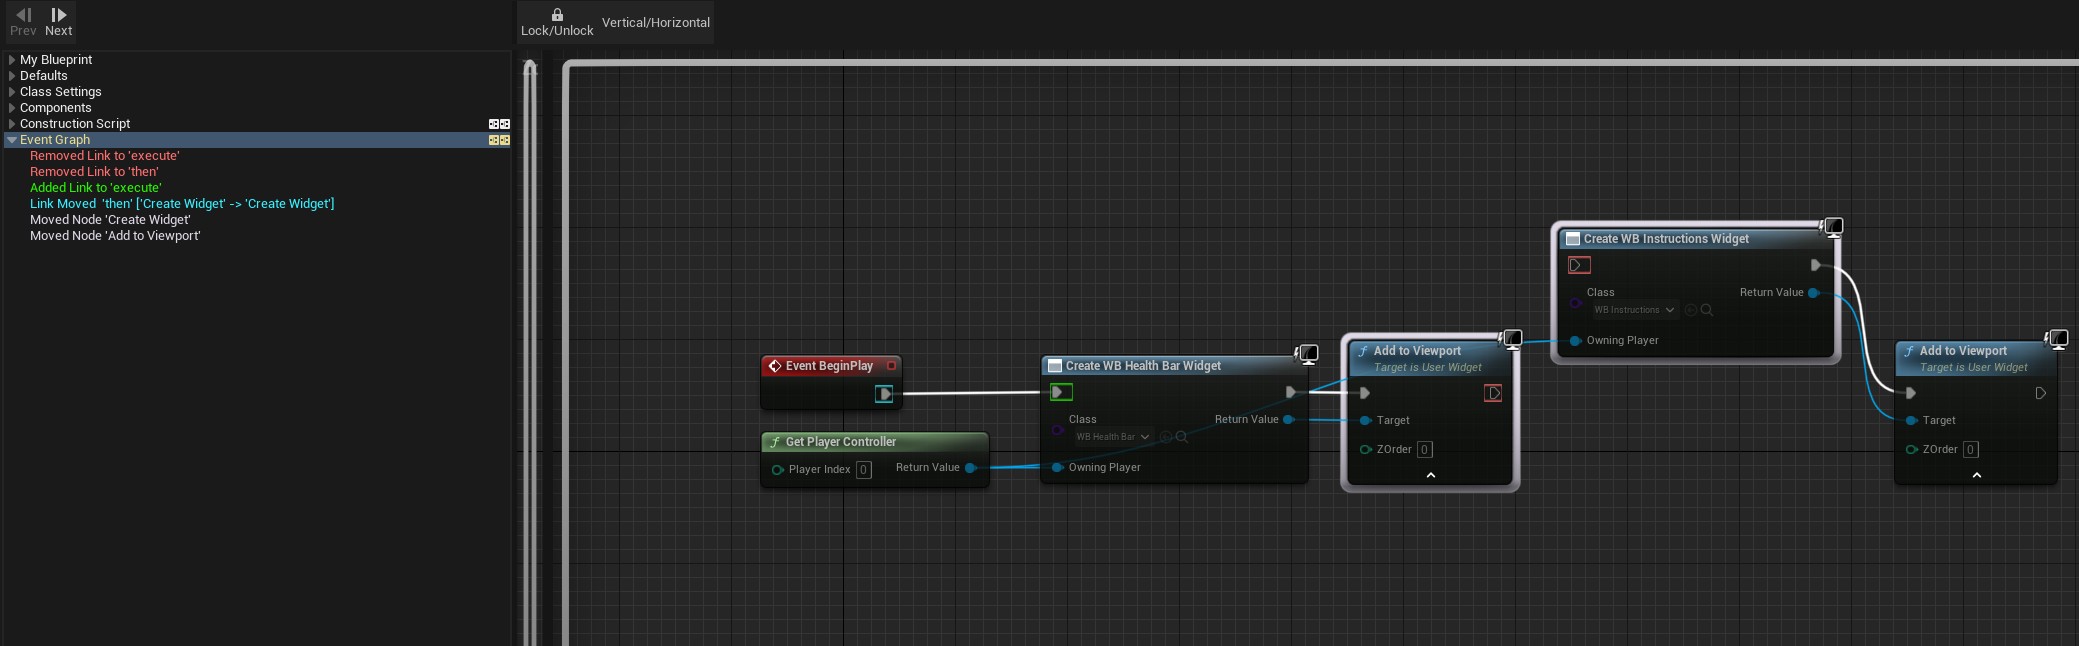 Prev
Next
Lock/Unlock
Vertical/Horizontal
My Blueprint
Defaults
Class Settings
Components
Construction Script
Event Graph
Removed Link to 'execute'
Removed Link to 'then'
Added Link to 'execute'
Link Moved  'then' ['Create Widget' -> 'Create Widget']
Moved Node 'Create Widget'
Moved Node 'Add to Viewport'
Event BeginPlay
Get Player Controller
Player Index 0
Return Value
Create WB Health Bar Widget
Class
WB Health Bar
Return Value
Owning Player
Add to Viewport
Target is User Widget
Target
ZOrder 0
Create WB Instructions Widget
Class
WB Instructions
Return Value
Owning Player
Add to Viewport
Target is User Widget
Target
ZOrder 0